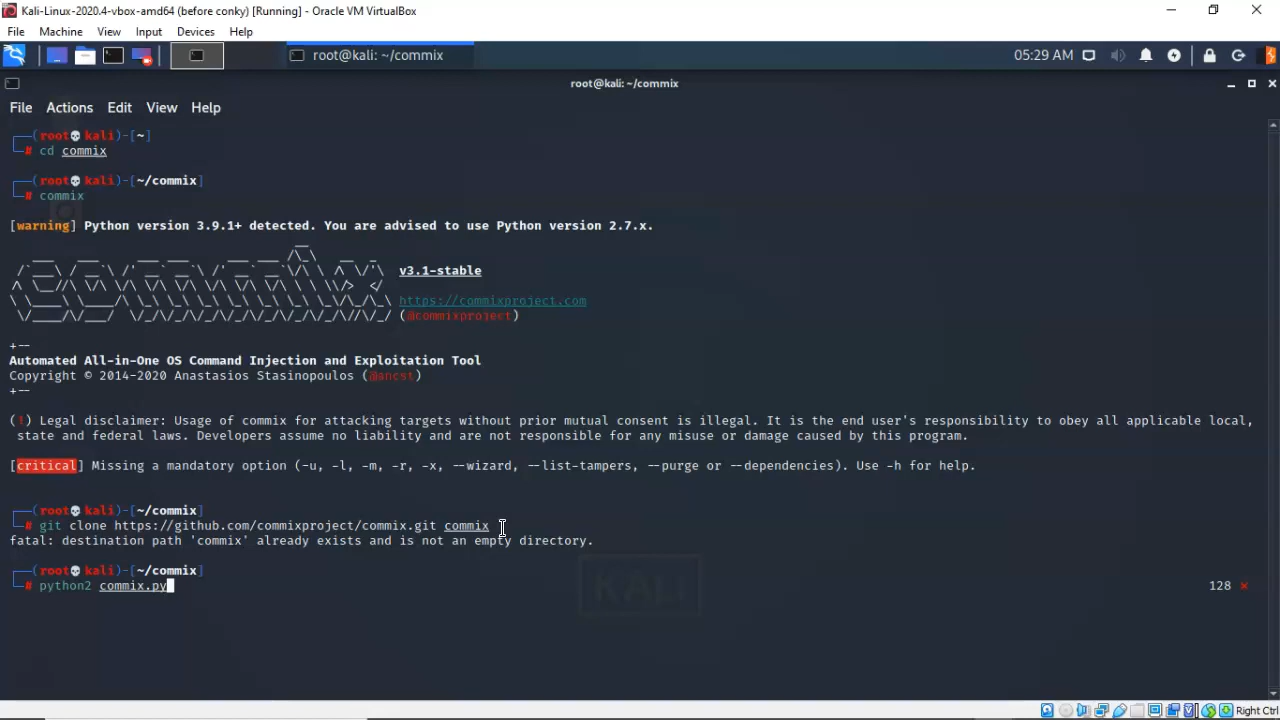 Kali-Linux-2020.4-vbox-amd64 (before conky) [Running] - Oracle VM VirtualBox
File Machine View Input Devices Help
root@kali: ~/commix
05:29 AM
root@kali: ~/commix
File Actions Edit View Help
(root💀kali)-[~]
# cd commix
(root💀kali)-[~/commix]
# commix
[warning] Python version 3.9.1+ detected. You are advised to use Python version 2.7.x.
v3.1-stable
https://commixproject.com
(@commixproject)
+--
Automated All-in-One OS Command Injection and Exploitation Tool
Copyright © 2014-2020 Anastasios Stasinopoulos (@ancst)
+--
(!) Legal disclaimer: Usage of commix for attacking targets without prior mutual consent is illegal. It is the end user's responsibility to obey all applicable local,
state and federal laws. Developers assume no liability and are not responsible for any misuse or damage caused by this program.
[critical] Missing a mandatory option (-u, -l, -m, -r, -x, --wizard, --list-tampers, --purge or --dependencies). Use -h for help.
(root💀kali)-[~/commix]
# git clone https://github.com/commixproject/commix.git commix
fatal: destination path 'commix' already exists and is not an empty directory.
(root💀kali)-[~/commix]
# python2 commix.py
128 ×
KALI
Right Ctrl